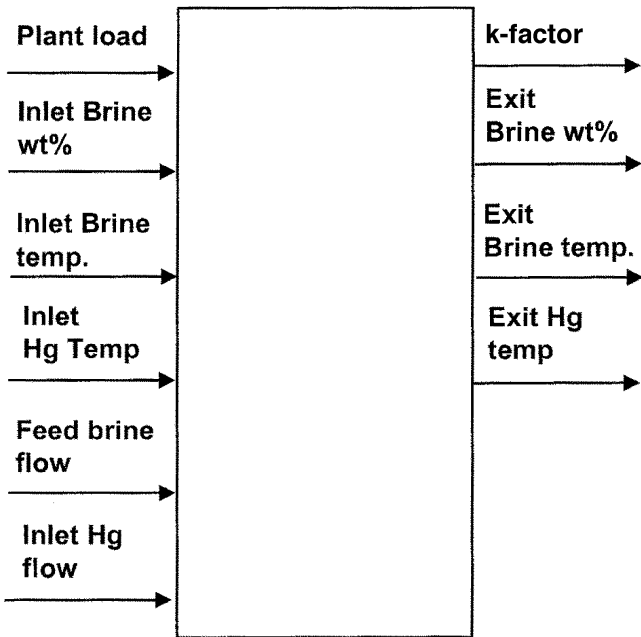 Plant load
Inlet Brine
wt%
Inlet Brine
temp.
Inlet
Hg Temp
Feed brine
flow
Inlet Hg
flow
k-factor
Exit
Brine wt%
Exit
Brine temp.
Exit Hg
temp